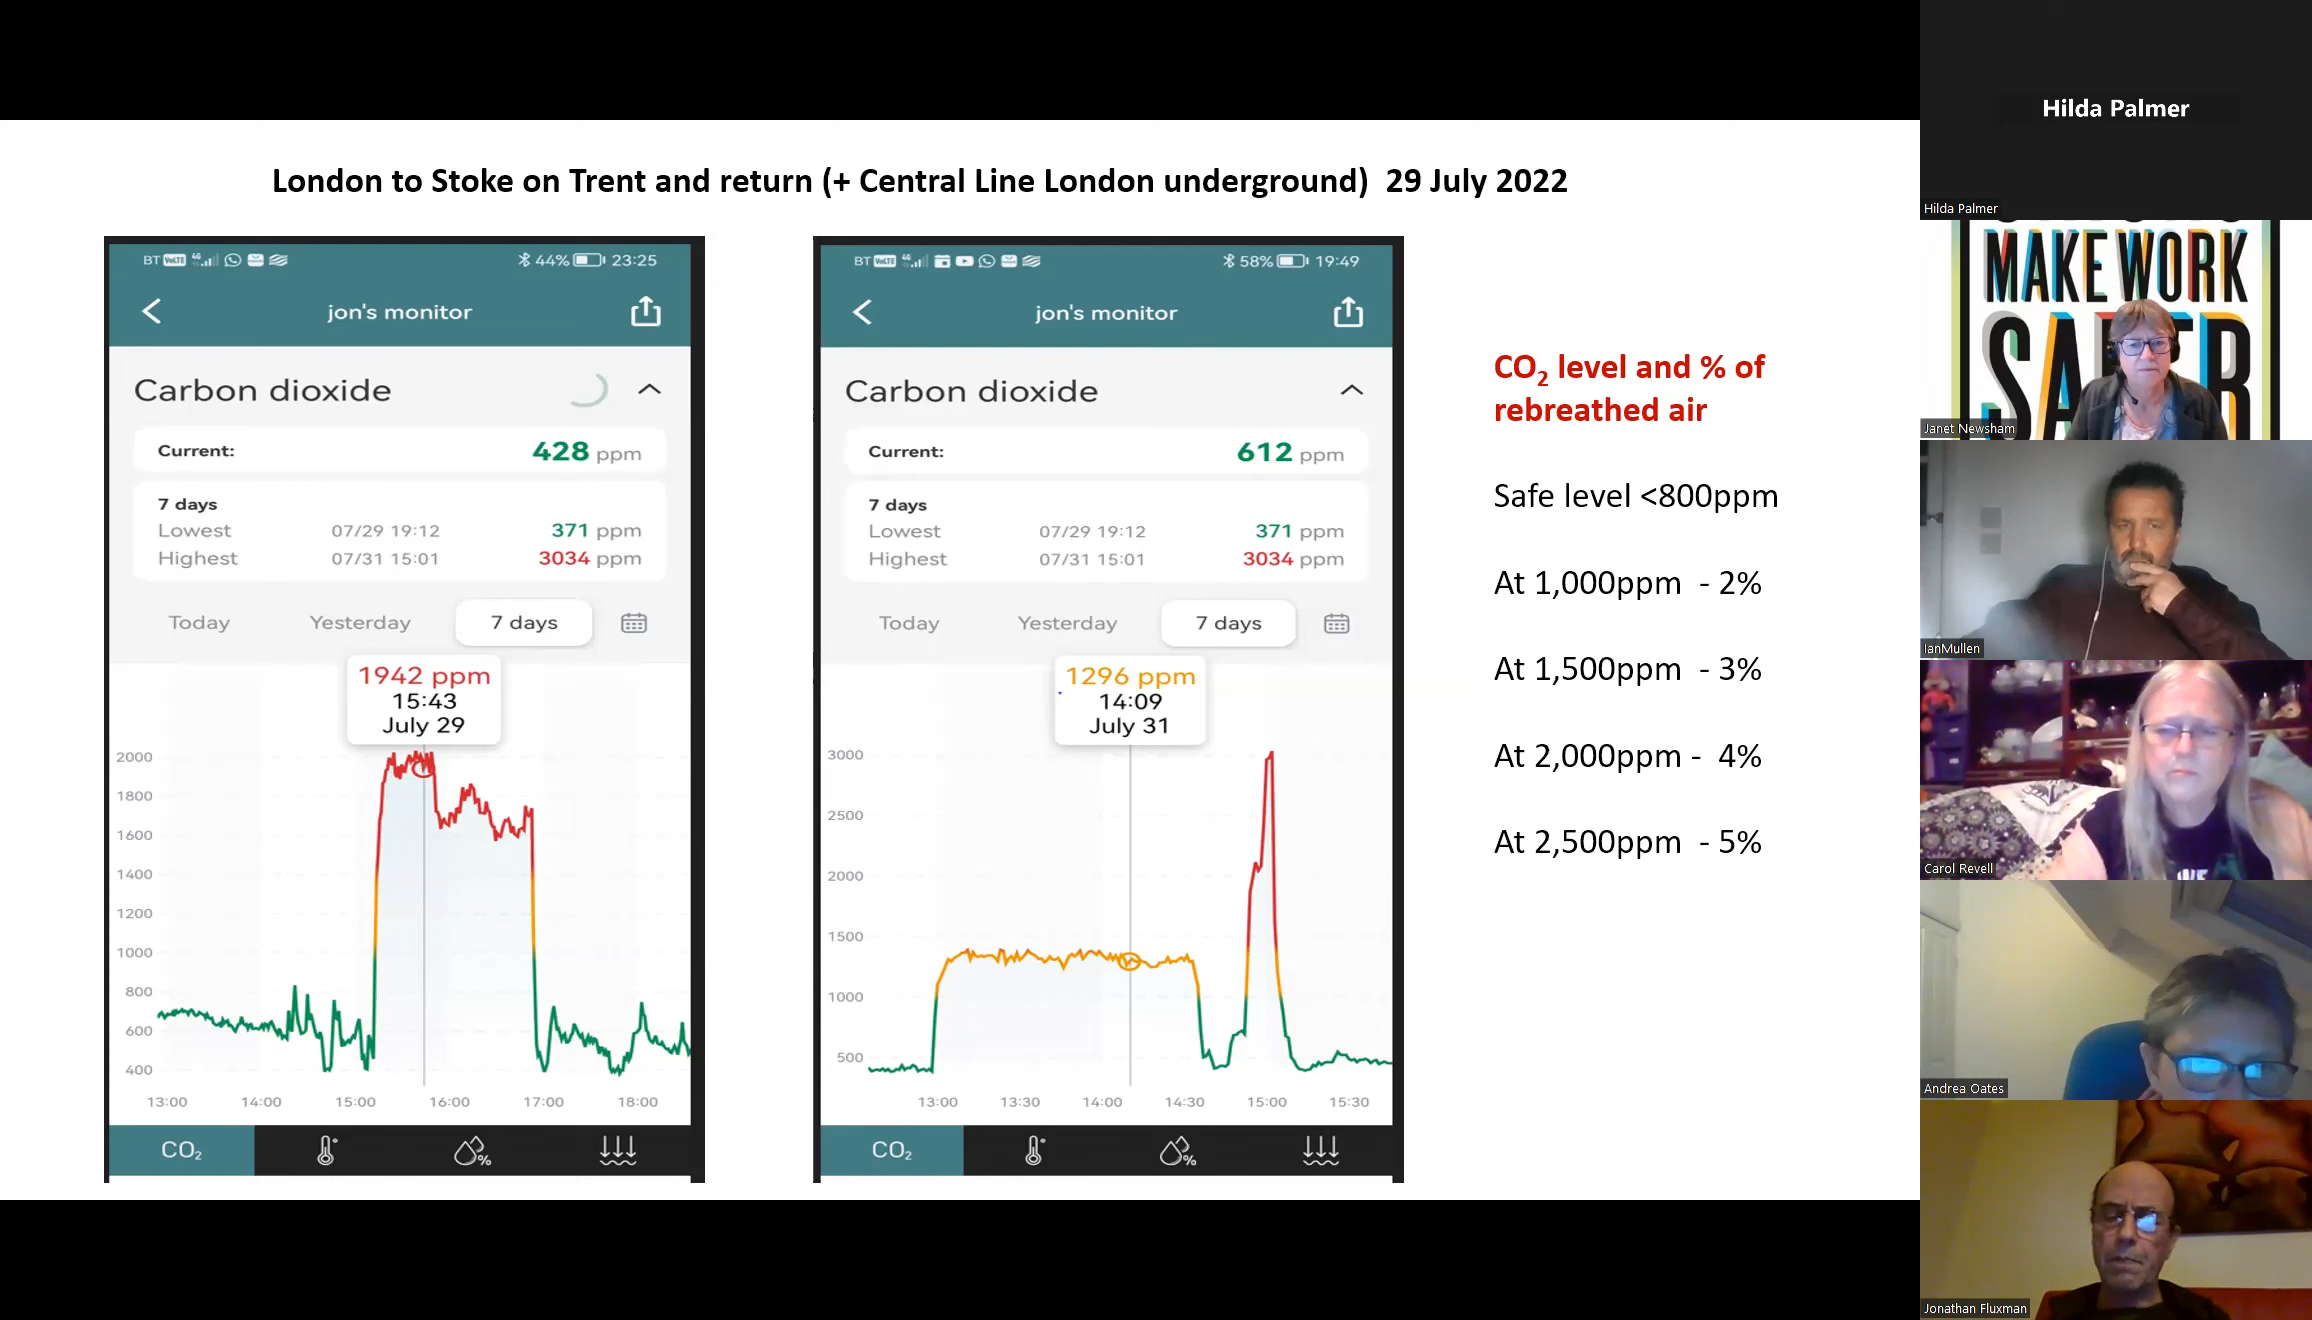 London to Stoke on Trent and return (+ Central Line London underground)  29 July 2022
BT VoLTE 4G 44% 23:25
jon's monitor
Carbon dioxide
Current: 428 ppm
7 days
Lowest 07/29 19:12 371 ppm
Highest 07/31 15:01 3034 ppm
Today Yesterday 7 days
1942 ppm
15:43
July 29
2000
1800
1600
1400
1200
1000
800
600
400
13:00 14:00 15:00 16:00 17:00 18:00
CO₂ %
BT VoLTE 4G 58% 19:49
jon's monitor
Carbon dioxide
Current: 612 ppm
7 days
Lowest 07/29 19:12 371 ppm
Highest 07/31 15:01 3034 ppm
Today Yesterday 7 days
1296 ppm
14:09
July 31
3000
2500
2000
1500
1000
500
13:00 13:30 14:00 14:30 15:00 15:30
CO₂ %
CO₂ level and % of
rebreathed air
Safe level <800ppm
At 1,000ppm  - 2%
At 1,500ppm  - 3%
At 2,000ppm -  4%
At 2,500ppm  - 5%
Hilda Palmer
Hilda Palmer
MAKE WORK
Janet Newsham
IanMullen
Carol Revell
Andrea Oates
Jonathan Fluxman